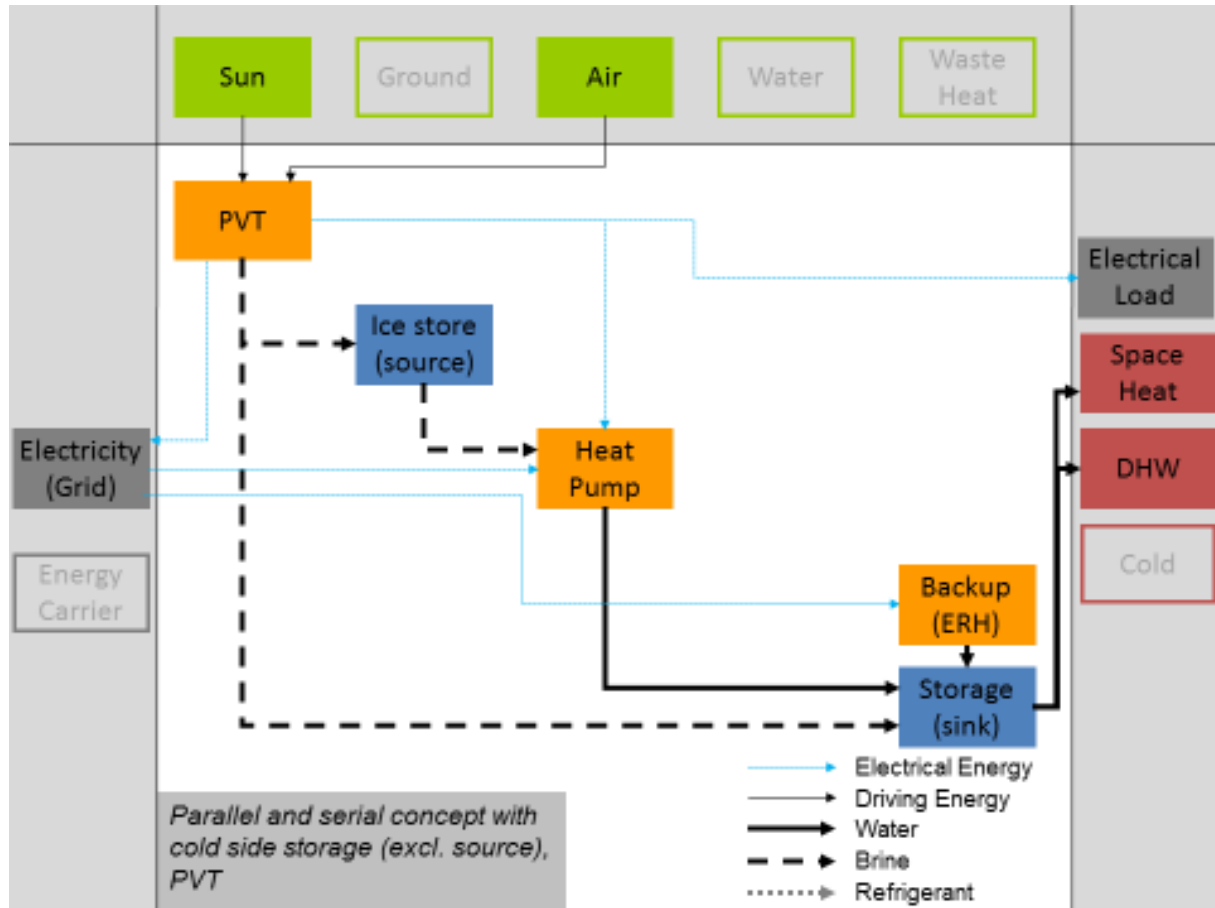 Sun
Ground
Air
Water
Waste
Heat
PVT
Electrical
Load
Ice store
(source)
Space
Heat
Electricity
(Grid)
Heat
Pump
DHW
Energy
Carrier
Backup
(ERH)
Cold
Storage
(sink)
Electrical Energy
Driving Energy
Water
Brine
Refrigerant
Parallel and serial concept with
cold side storage (excl. source),
PVT